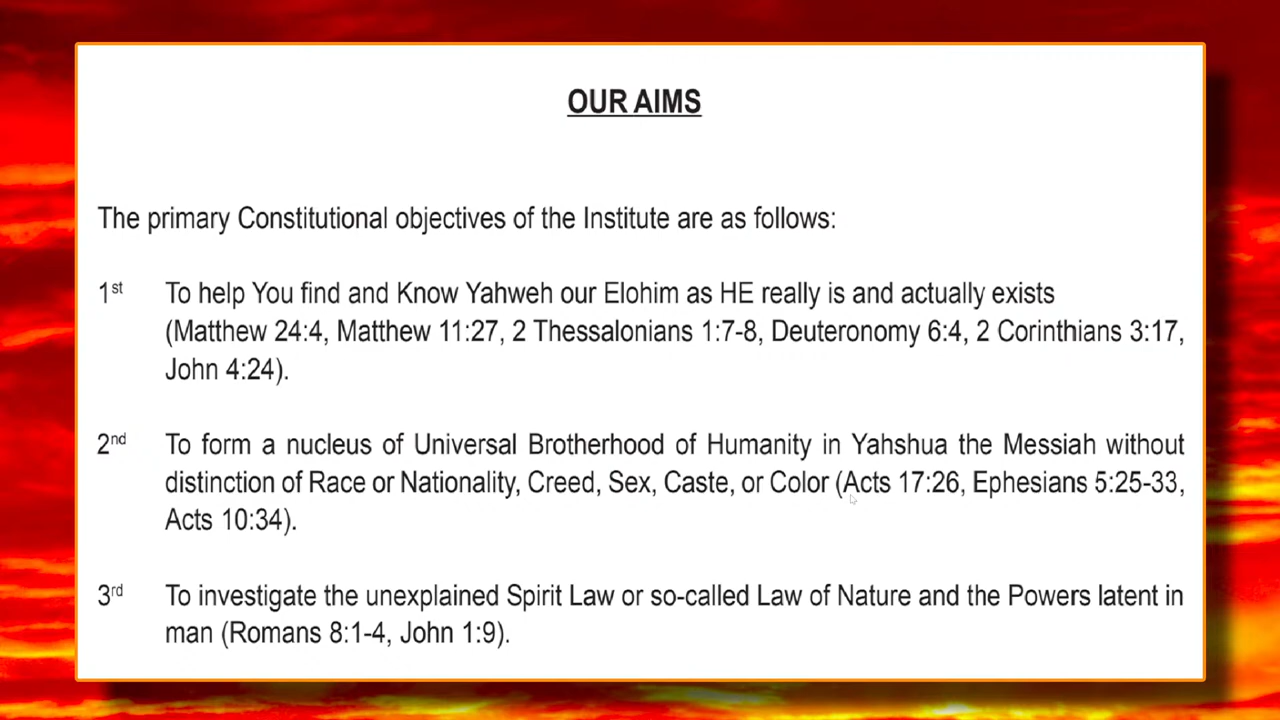 OUR AIMS
The primary Constitutional objectives of the Institute are as follows:
1st To help You find and Know Yahweh our Elohim as HE really is and actually exists
(Matthew 24:4, Matthew 11:27, 2 Thessalonians 1:7-8, Deuteronomy 6:4, 2 Corinthians 3:17,
John 4:24).
2nd To form a nucleus of Universal Brotherhood of Humanity in Yahshua the Messiah without
distinction of Race or Nationality, Creed, Sex, Caste, or Color (Acts 17:26, Ephesians 5:25-33,
Acts 10:34).
3rd To investigate the unexplained Spirit Law or so-called Law of Nature and the Powers latent in
man (Romans 8:1-4, John 1:9).